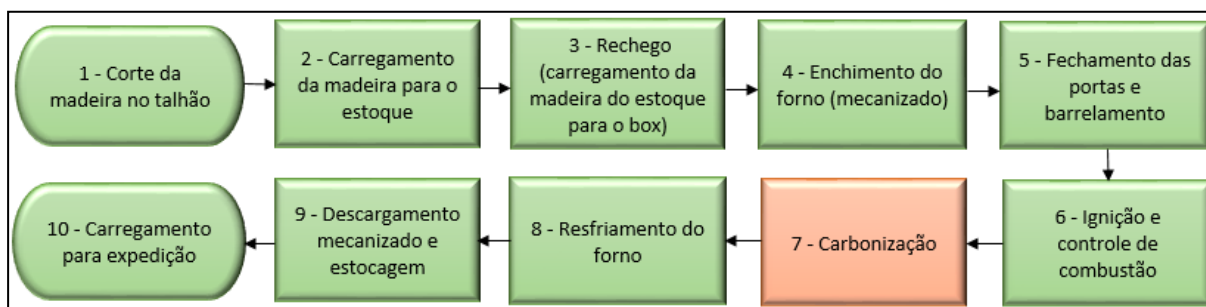 1 - Corte da
madeira no talhão
2 - Carregamento
da madeira para o
estoque
3 - Rechego
(carregamento da
madeira do estoque
para o box)
4 - Enchimento do
forno (mecanizado)
5 - Fechamento das
portas e
barrelamento
6 - Ignição e
controle de
combustão
7 - Carbonização
8 - Resfriamento do
forno
9 - Descargamento
mecanizado e
estocagem
10 - Carregamento
para expedição